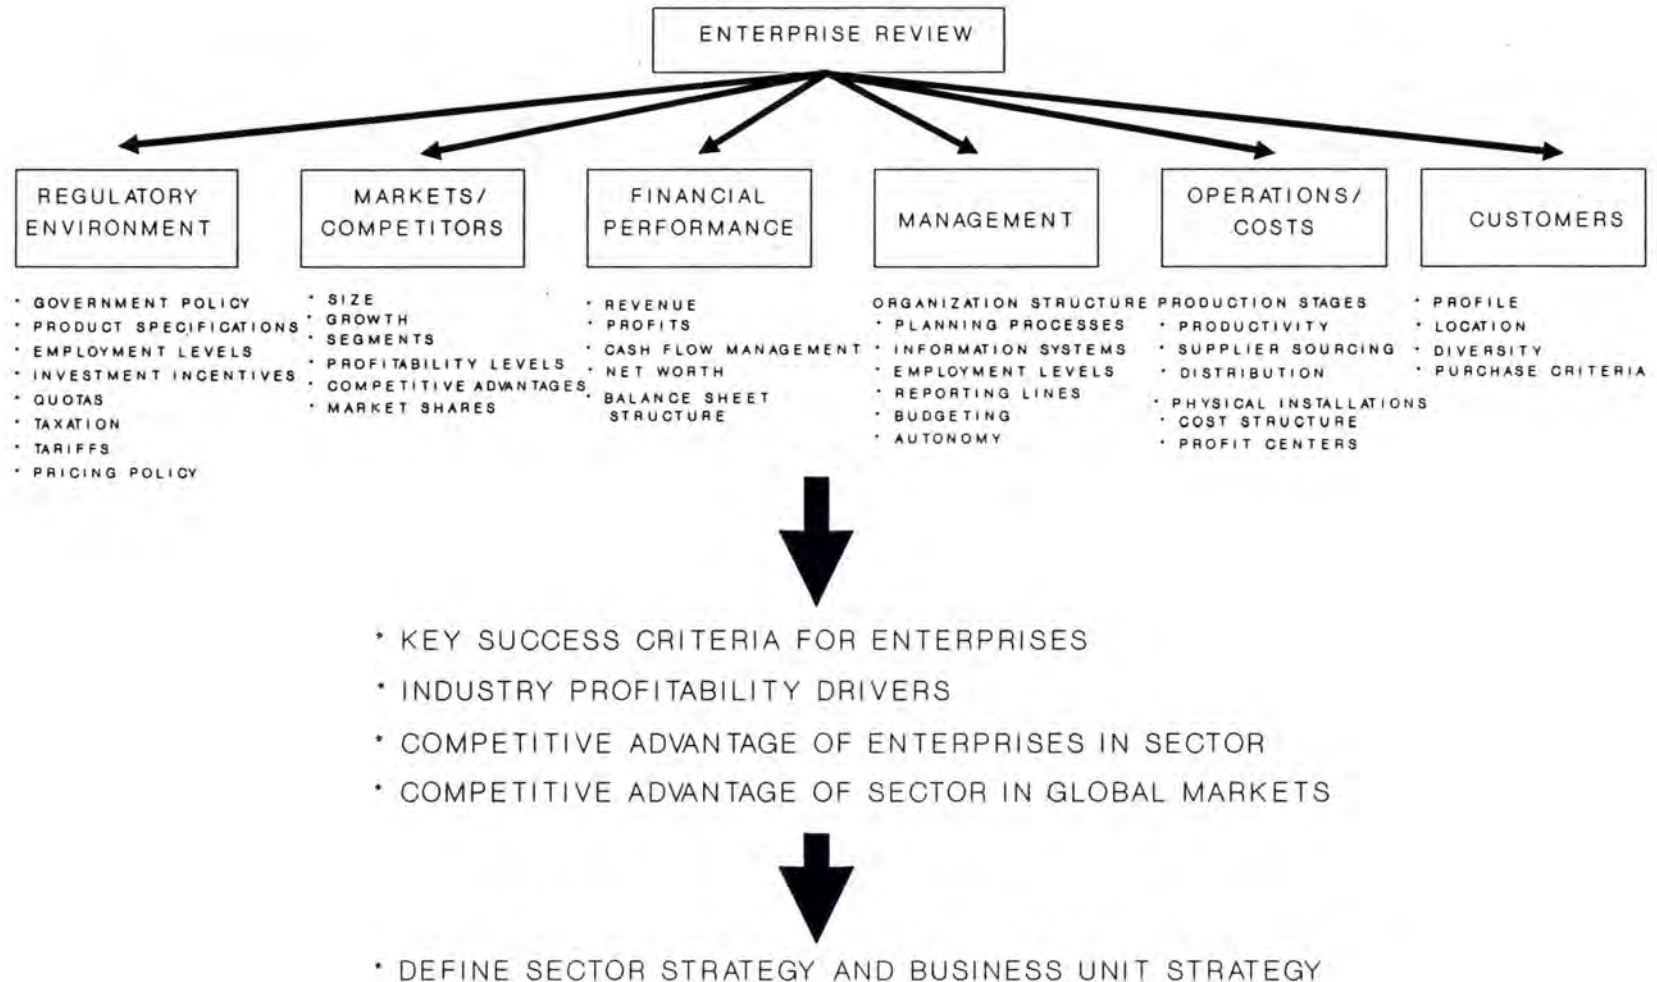 ENTERPRISE REVIEW
REGULATORY
ENVIRONMENT
* GOVERNMENT POLICY
* PRODUCT SPECIFICATIONS
* EMPLOYMENT LEVELS
* INVESTMENT INCENTIVES
* QUOTAS
* TAXATION
* TARIFFS
* PRICING POLICY
MARKETS/
COMPETITORS
* SIZE
* GROWTH
* SEGMENTS
* PROFITABILITY LEVELS
* COMPETITIVE ADVANTAGES
* MARKET SHARES
FINANCIAL
PERFORMANCE
* REVENUE
* PROFITS
* CASH FLOW MANAGEMENT
* NET WORTH
* BALANCE SHEET
STRUCTURE
MANAGEMENT
ORGANIZATION STRUCTURE
* PLANNING PROCESSES
* INFORMATION SYSTEMS
* EMPLOYMENT LEVELS
* REPORTING LINES
* BUDGETING
* AUTONOMY
OPERATIONS/
COSTS
PRODUCTION STAGES
* PRODUCTIVITY
* SUPPLIER SOURCING
* DISTRIBUTION
* PHYSICAL INSTALLATIONS
* COST STRUCTURE
* PROFIT CENTERS
CUSTOMERS
* PROFILE
* LOCATION
* DIVERSITY
* PURCHASE CRITERIA
* KEY SUCCESS CRITERIA FOR ENTERPRISES
* INDUSTRY PROFITABILITY DRIVERS
* COMPETITIVE ADVANTAGE OF ENTERPRISES IN SECTOR
* COMPETITIVE ADVANTAGE OF SECTOR IN GLOBAL MARKETS
* DEFINE SECTOR STRATEGY AND BUSINESS UNIT STRATEGY